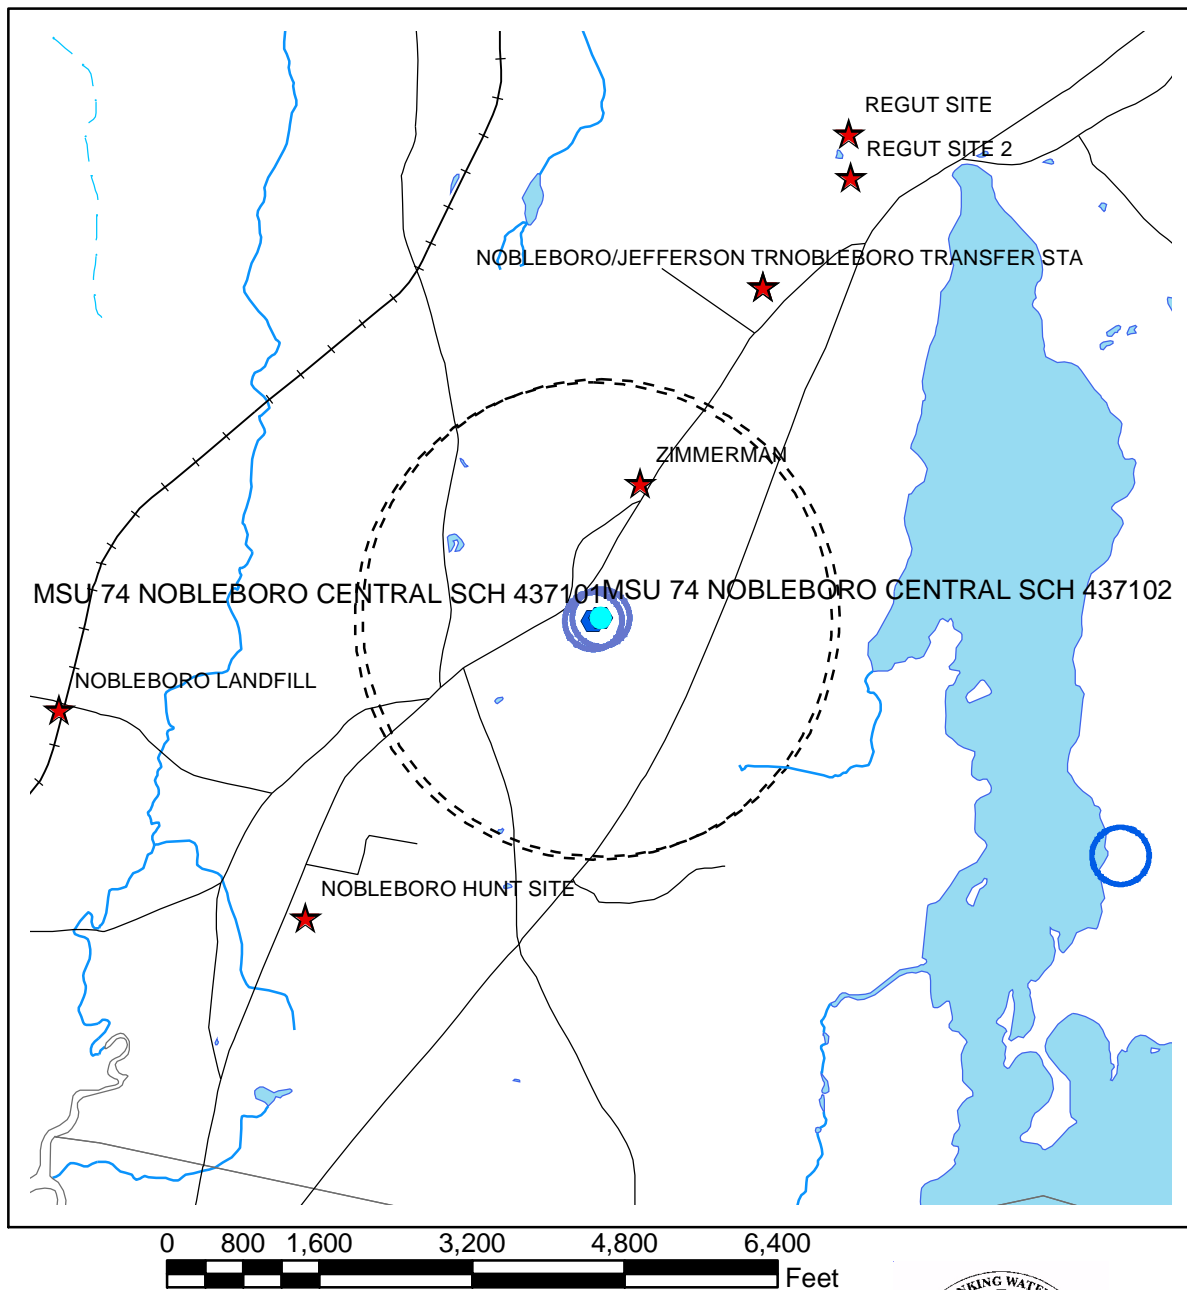 REGUT SITE
REGUT SITE 2
NOBLEBORO/JEFFERSON TRNOBLEBORO TRANSFER STA
ZIMMERMAN
MSU 74 NOBLEBORO CENTRAL SCH 437101
MSU 74 NOBLEBORO CENTRAL SCH 437102
NOBLEBORO LANDFILL
NOBLEBORO HUNT SITE
0 800 1,600 3,200 4,800 6,400
Feet